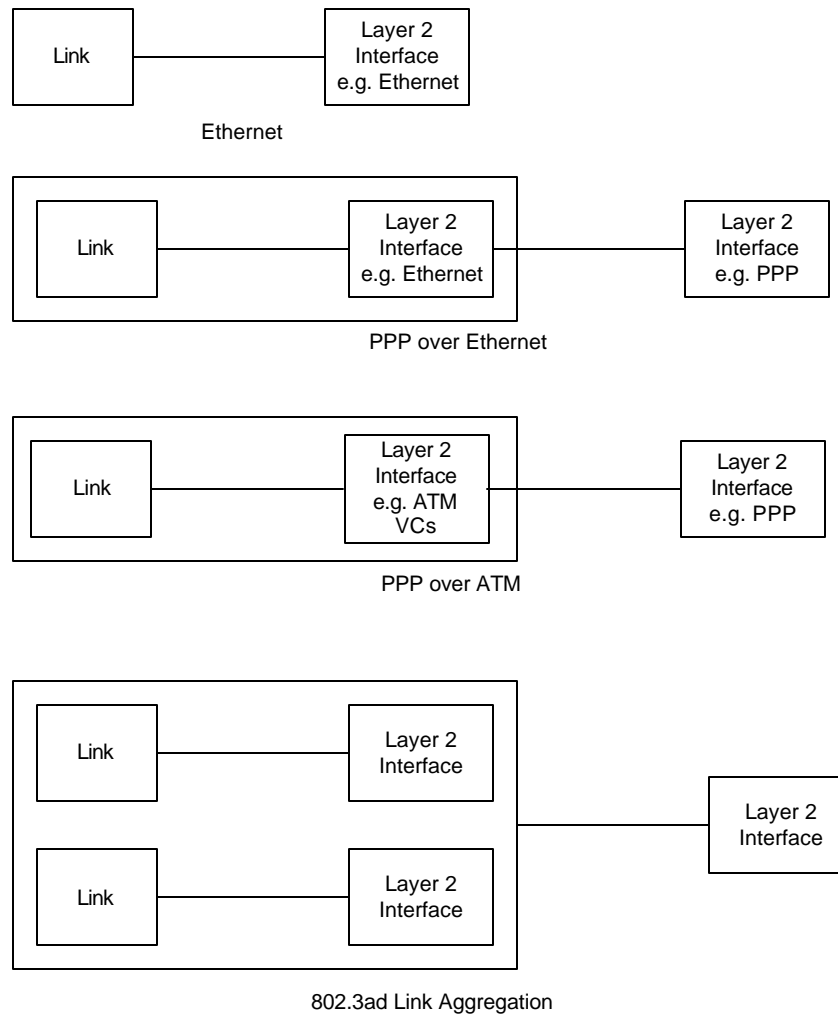 Link
Layer 2
Interface
e.g. Ethernet
Ethernet
Link
Layer 2
Interface
e.g. Ethernet
Layer 2
Interface
e.g. PPP
PPP over Ethernet
Link
Layer 2
Interface
e.g. ATM
VCs
Layer 2
Interface
e.g. PPP
PPP over ATM
Link
Layer 2
Interface
Link
Layer 2
Interface
Layer 2
Interface
802.3ad Link Aggregation